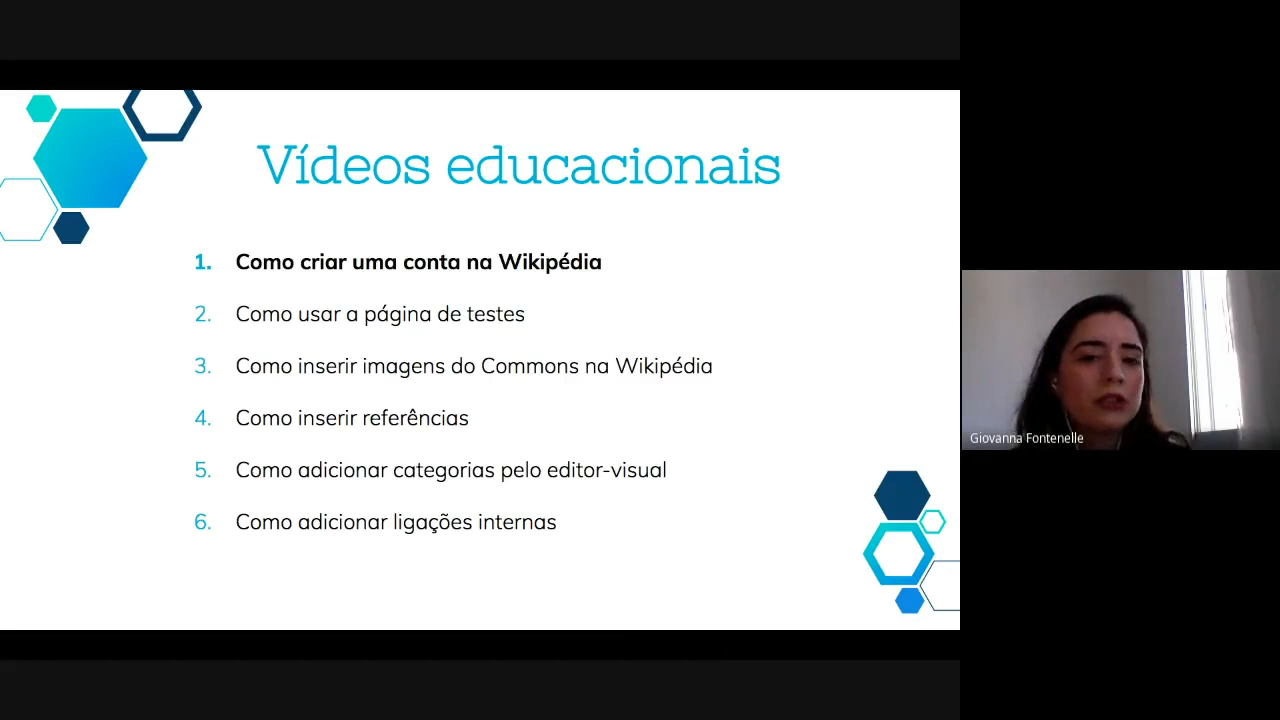 Vídeos educacionais
1. Como criar uma conta na Wikipédia
2. Como usar a página de testes
3. Como inserir imagens do Commons na Wikipédia
4. Como inserir referências
5. Como adicionar categorias pelo editor-visual
6. Como adicionar ligações internas
Giovanna Fontenelle